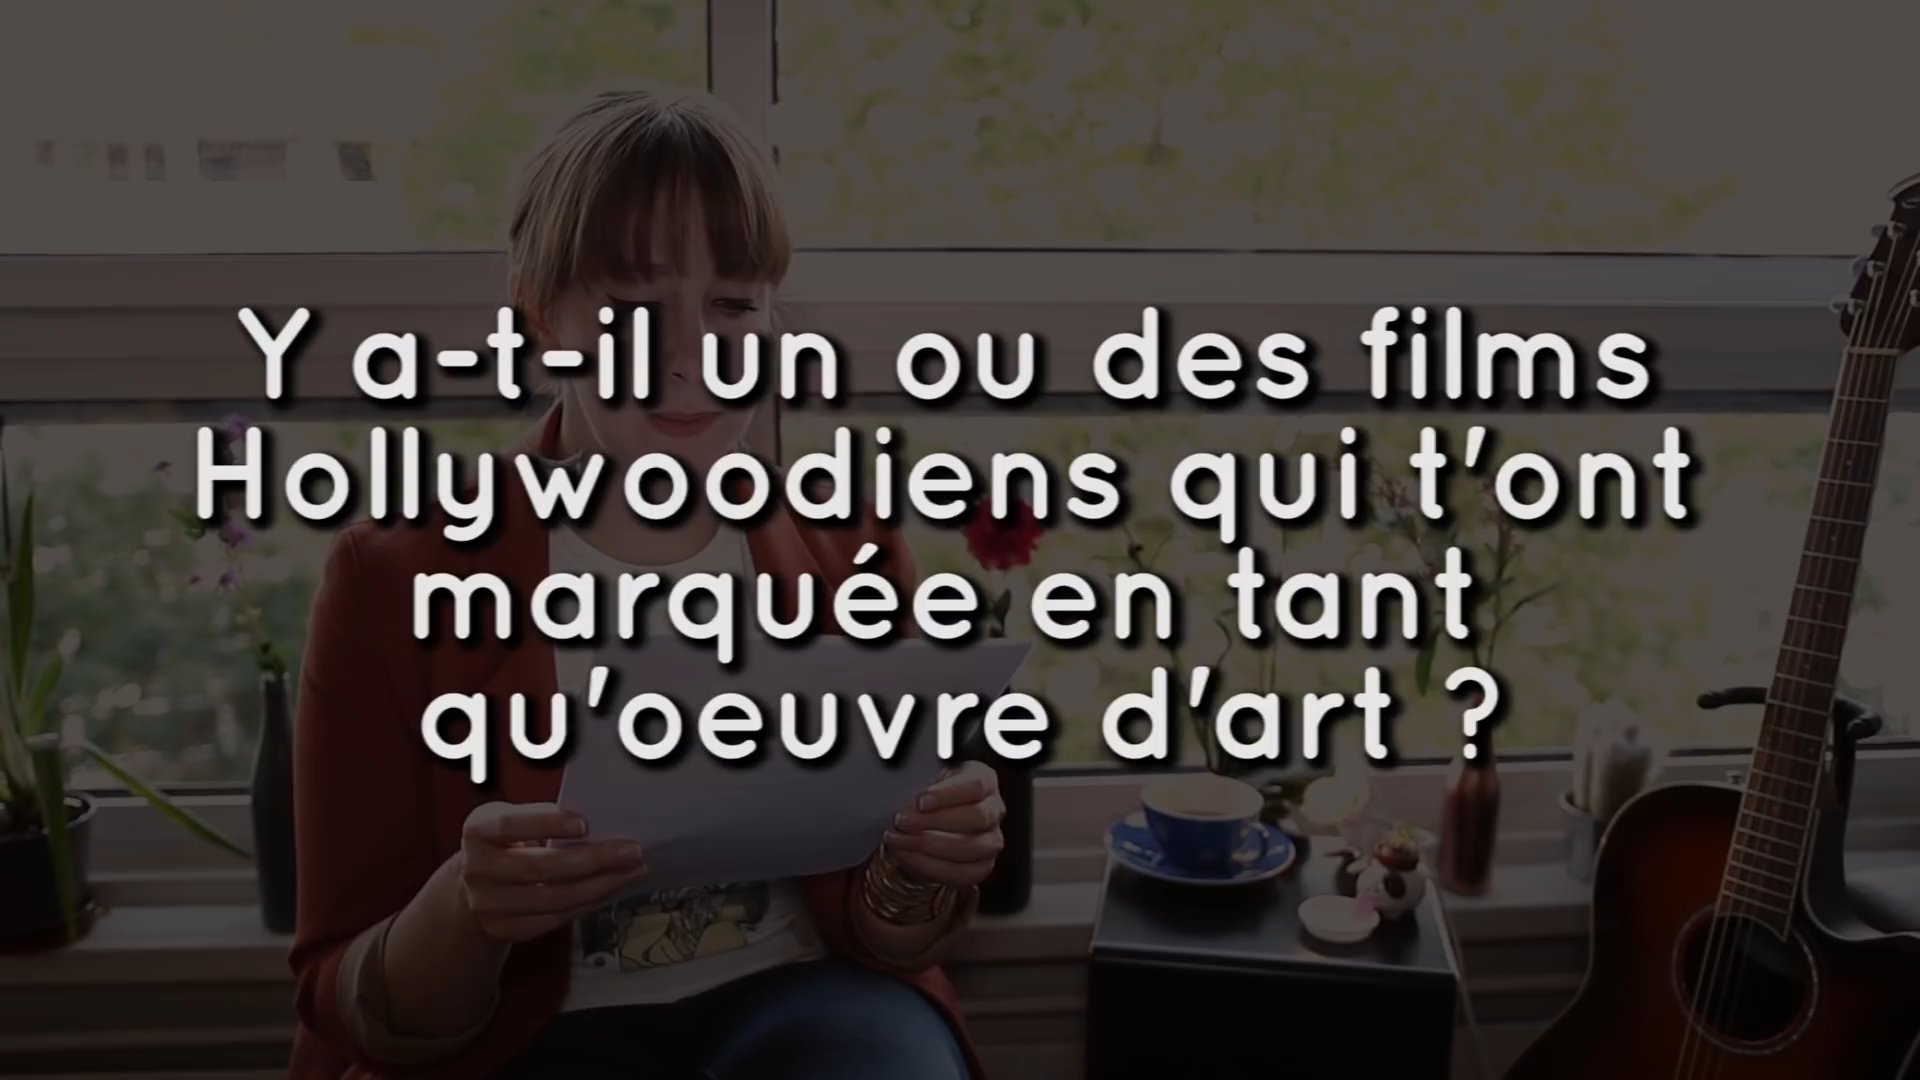 Y a-t-il un ou des films
Hollywoodiens qui t'ont
marquée en tant
qu'oeuvre d'art ?